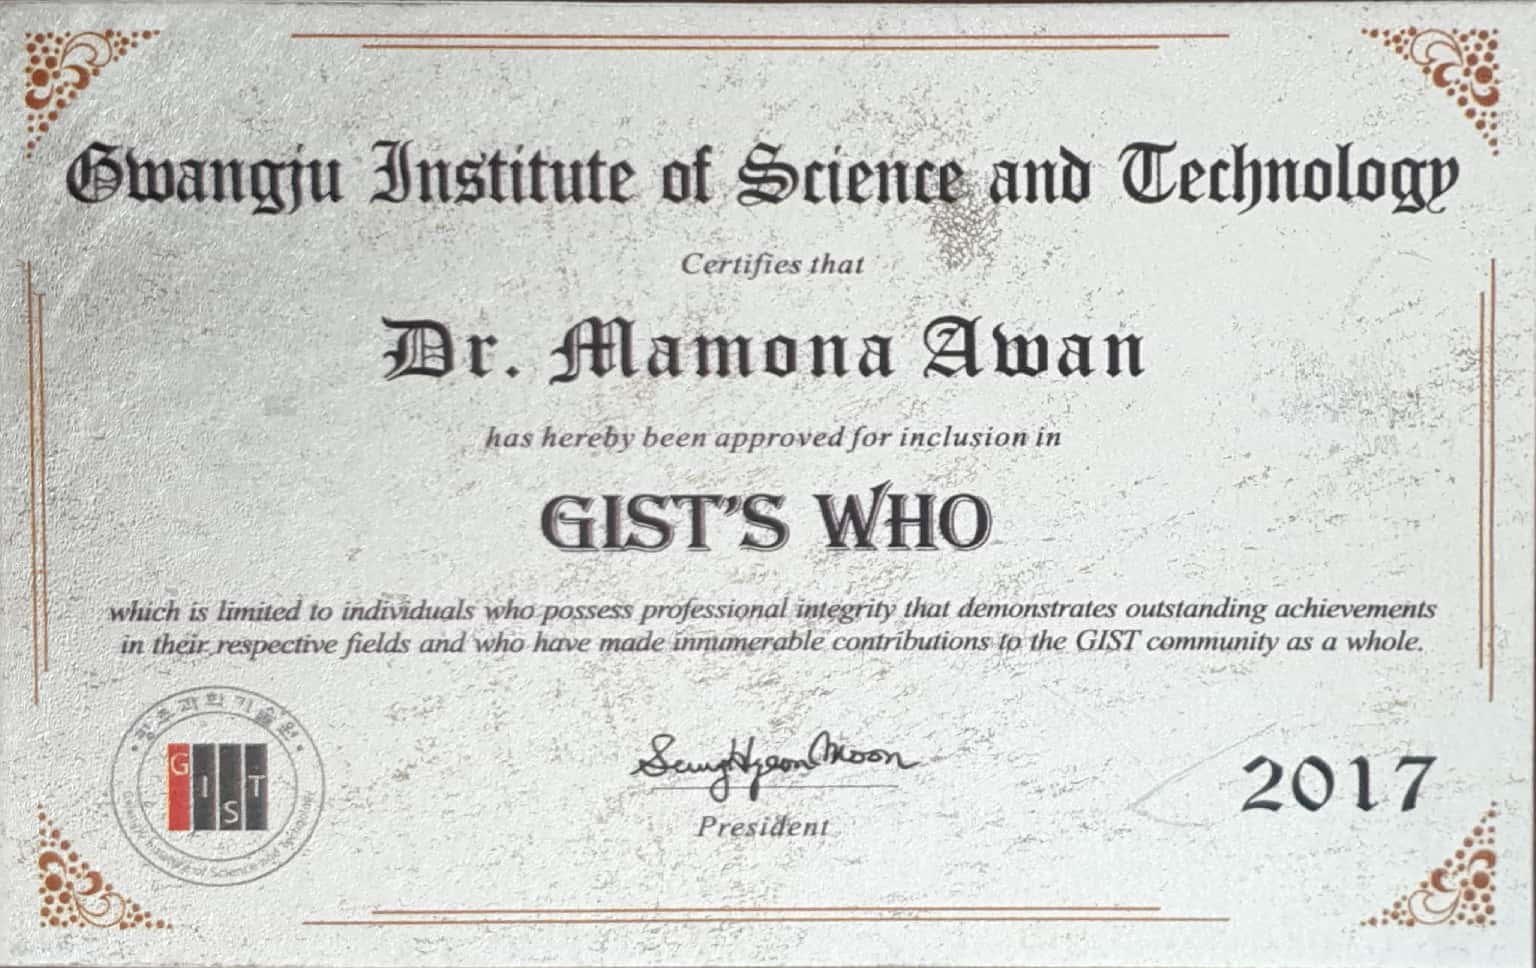 Gwangju Institute of Science and Technology
Certifies that
Dr. Mamona Awan
has hereby been approved for inclusion in
GIST'S WHO
which is limited to individuals who possess professional integrity that demonstrates outstanding achievements
in their respective fields and who have made innumerable contributions to the GIST community as a whole.
광주과학기술원
GIST
Institute of Science and Technology
Seung Hyeon Moon
President
2017